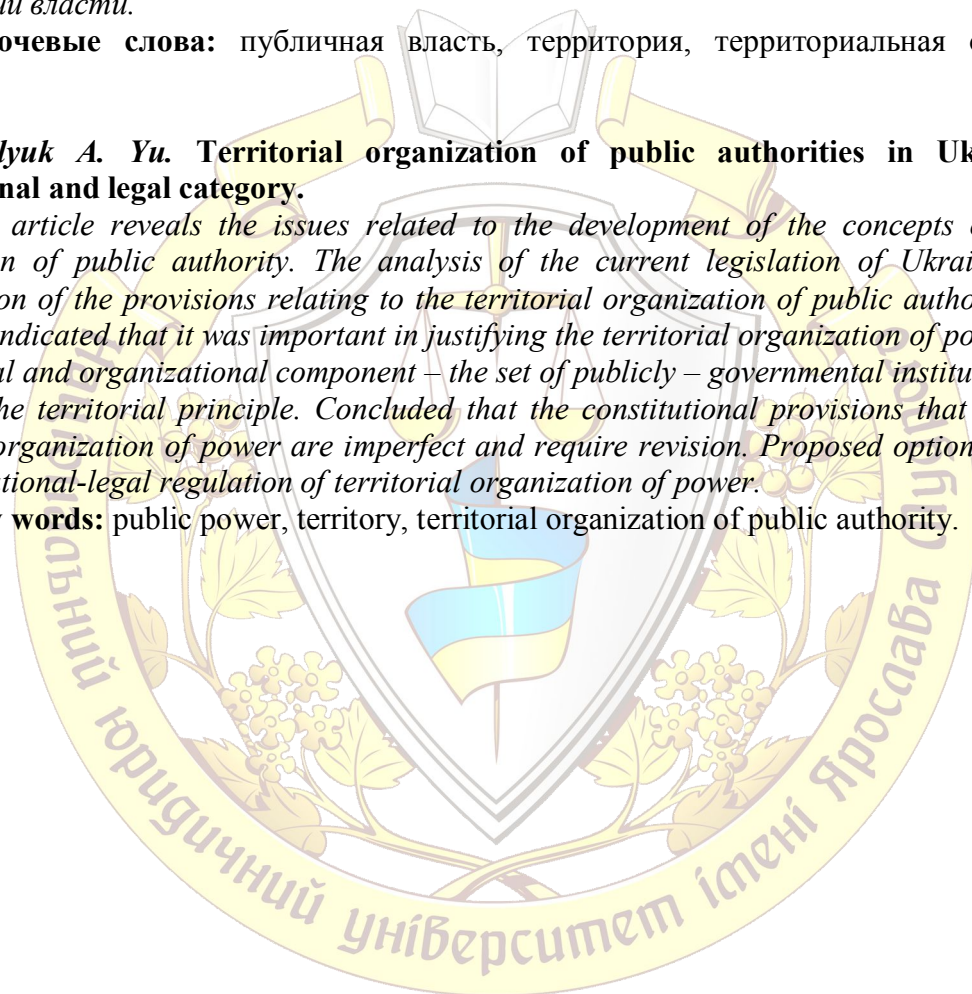 ии власти.
очевые слова: публичная власть, территория, территориальная
lyuk A. Yu. Territorial organization of public authorities in Uk
nal and legal category.
article reveals the issues related to the development of the concepts
n of public authority. The analysis of the current legislation of Ukrai
on of the provisions relating to the territorial organization of public autho
ndicated that it was important in justifying the territorial organization of po
al and organizational component – the set of publicly – governmental institu
he territorial principle. Concluded that the constitutional provisions that
organization of power are imperfect and require revision. Proposed option
tional-legal regulation of territorial organization of power.
words: public power, territory, territorial organization of public authority.
юридичний університет імені Ярослава